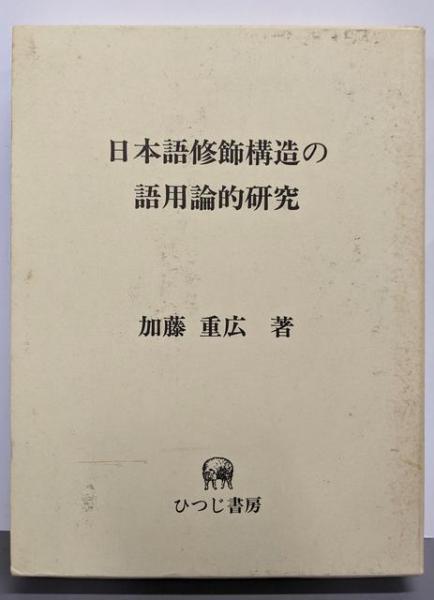 日本語修飾構造の
語用論的研究
加藤 重広 著
ひつじ書房